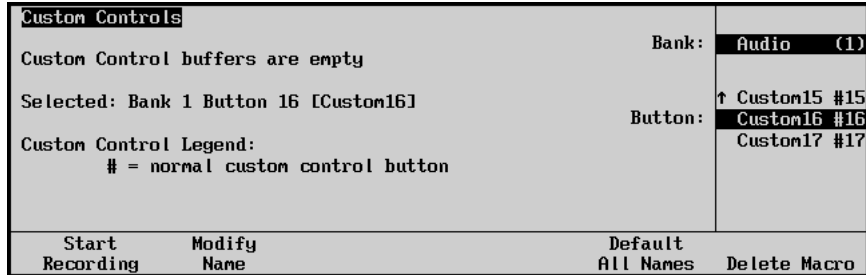 Custom Controls
Bank: Audio (1)
Custom Control buffers are empty
↑ Custom15 #15
Selected: Bank 1 Button 16 [Custom16]
Button: Custom16 #16
Custom17 #17
Custom Control Legend:
# = normal custom control button
Start Recording
Modify Name
Default All Names
Delete Macro